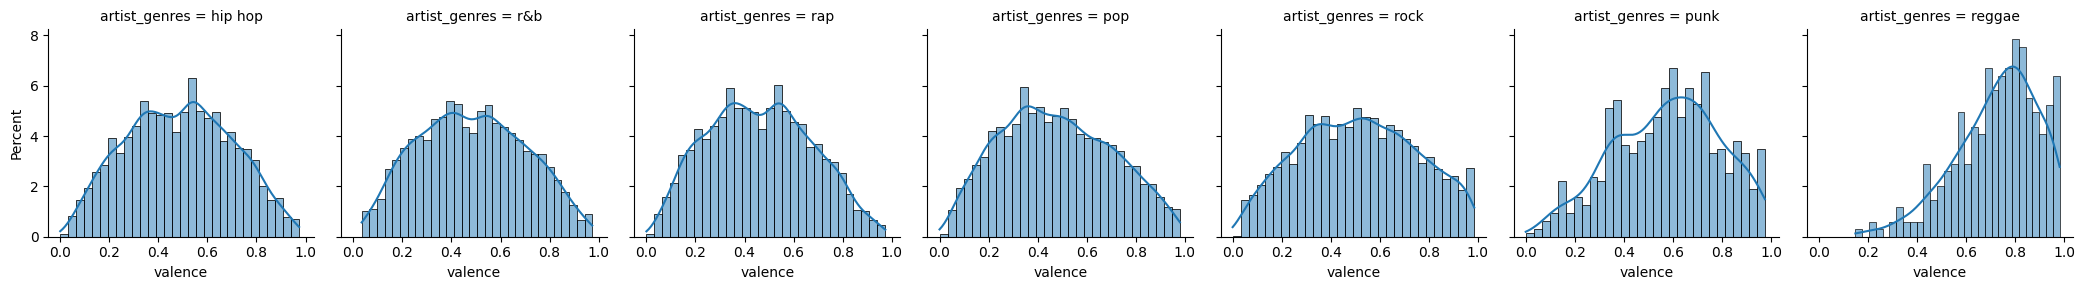 artist_genres = hip hop
artist_genres = r&b
artist_genres = rap
artist_genres = pop
artist_genres = rock
artist_genres = punk
artist_genres = reggae
8
6
4
2
0
Percent
0.0 0.2 0.4 0.6 0.8 1.0
0.0 0.2 0.4 0.6 0.8 1.0
0.0 0.2 0.4 0.6 0.8 1.0
0.0 0.2 0.4 0.6 0.8 1.0
0.0 0.2 0.4 0.6 0.8 1.0
0.0 0.2 0.4 0.6 0.8 1.0
0.0 0.2 0.4 0.6 0.8 1.0
valence
valence
valence
valence
valence
valence
valence